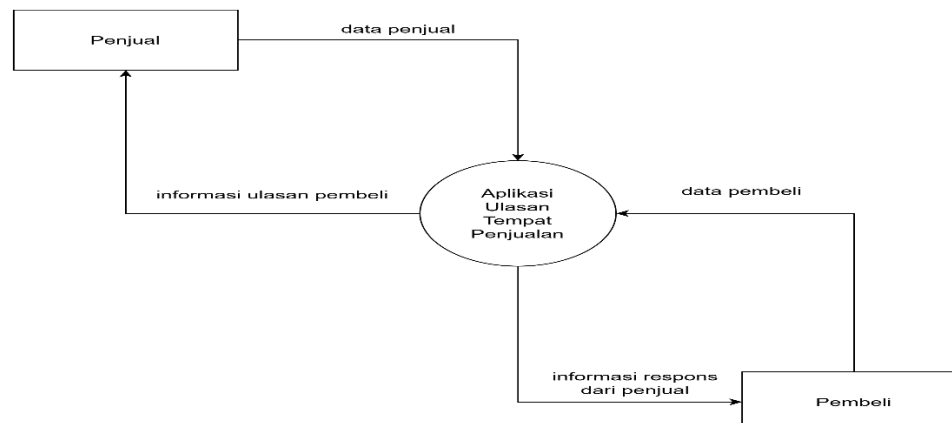 Penjual
data penjual
informasi ulasan pembeli
Aplikasi
Ulasan
Tempat
Penjualan
data pembeli
informasi respons
dari penjual
Pembeli